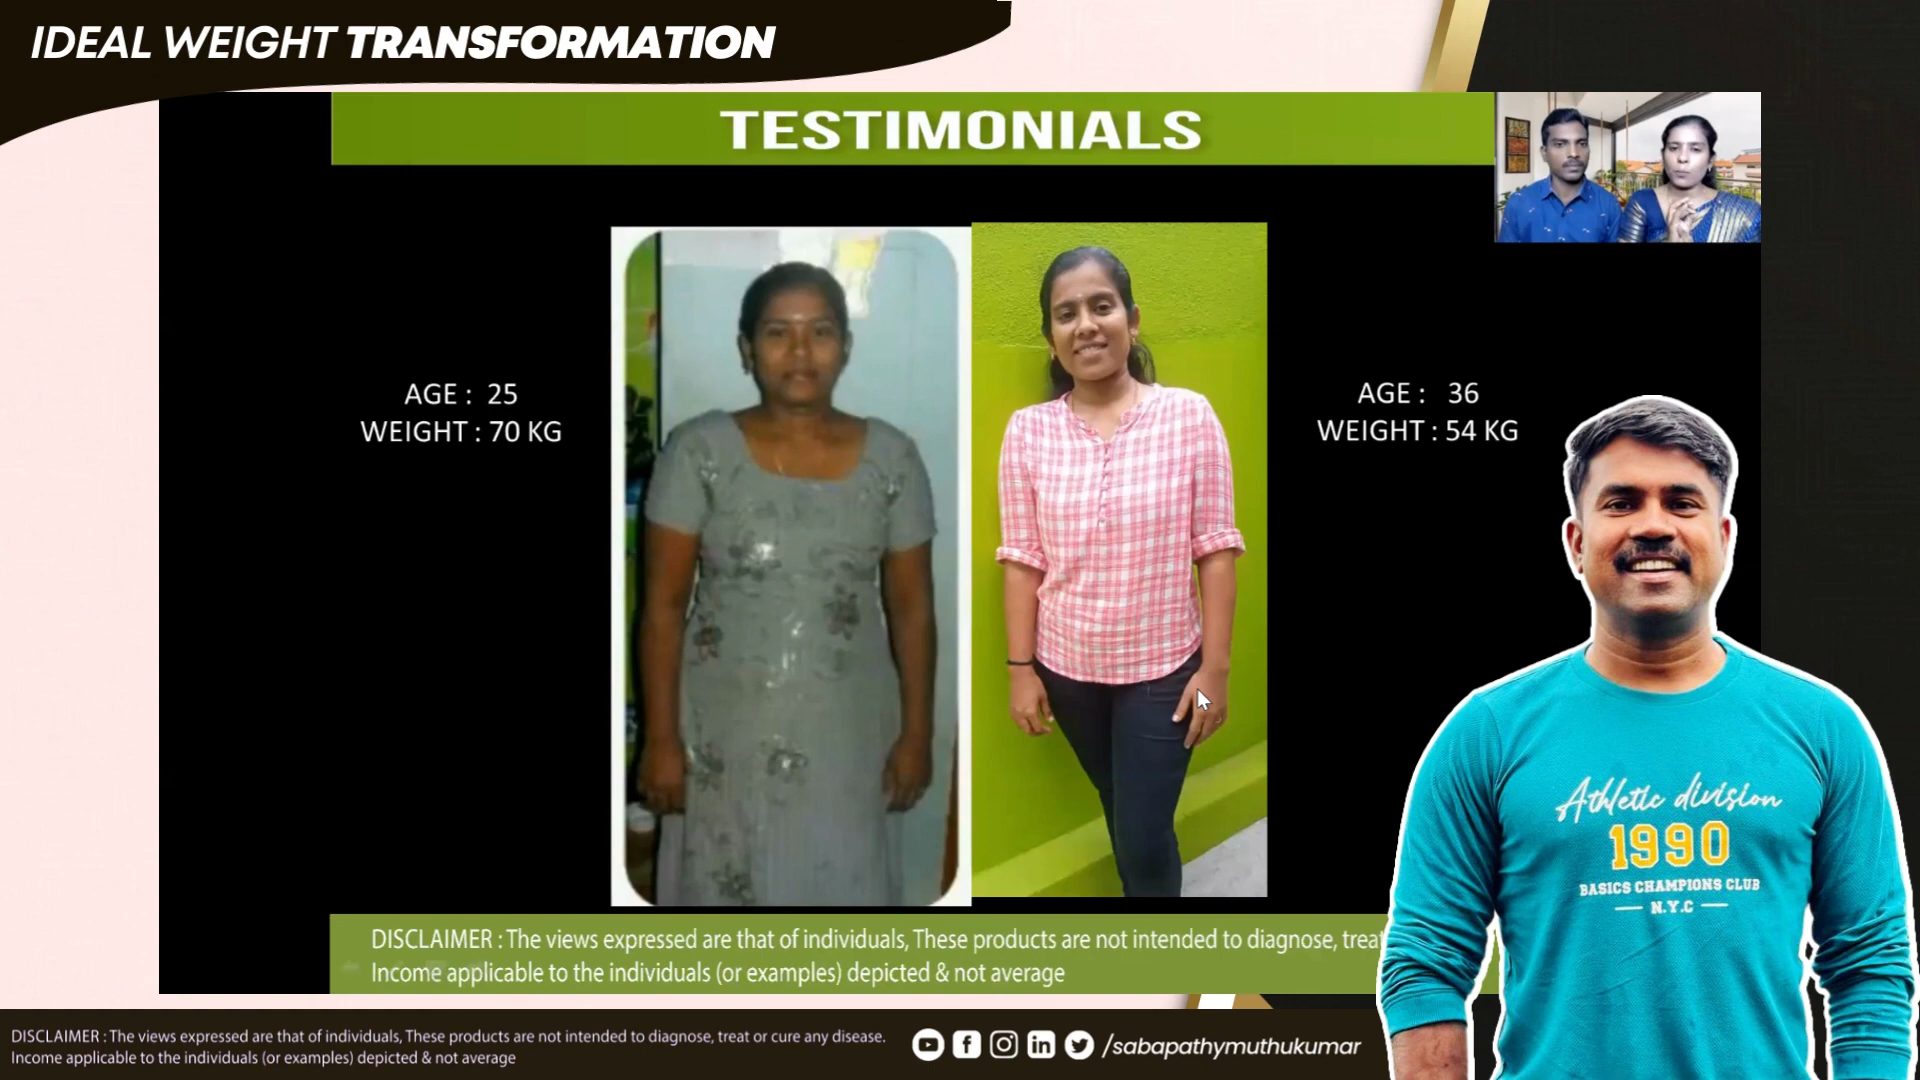 IDEAL WEIGHT TRANSFORMATION
TESTIMONIALS
AGE : 25
WEIGHT : 70 KG
AGE : 36
WEIGHT : 54 KG
Athletic division
1990
BASICS CHAMPIONS CLUB
N.Y.C
DISCLAIMER : The views expressed are that of individuals, These products are not intended to diagnose, treat
Income applicable to the individuals (or examples) depicted & not average
DISCLAIMER : The views expressed are that of individuals, These products are not intended to diagnose, treat or cure any disease.
Income applicable to the individuals (or examples) depicted & not average
/sabapathymuthukumar